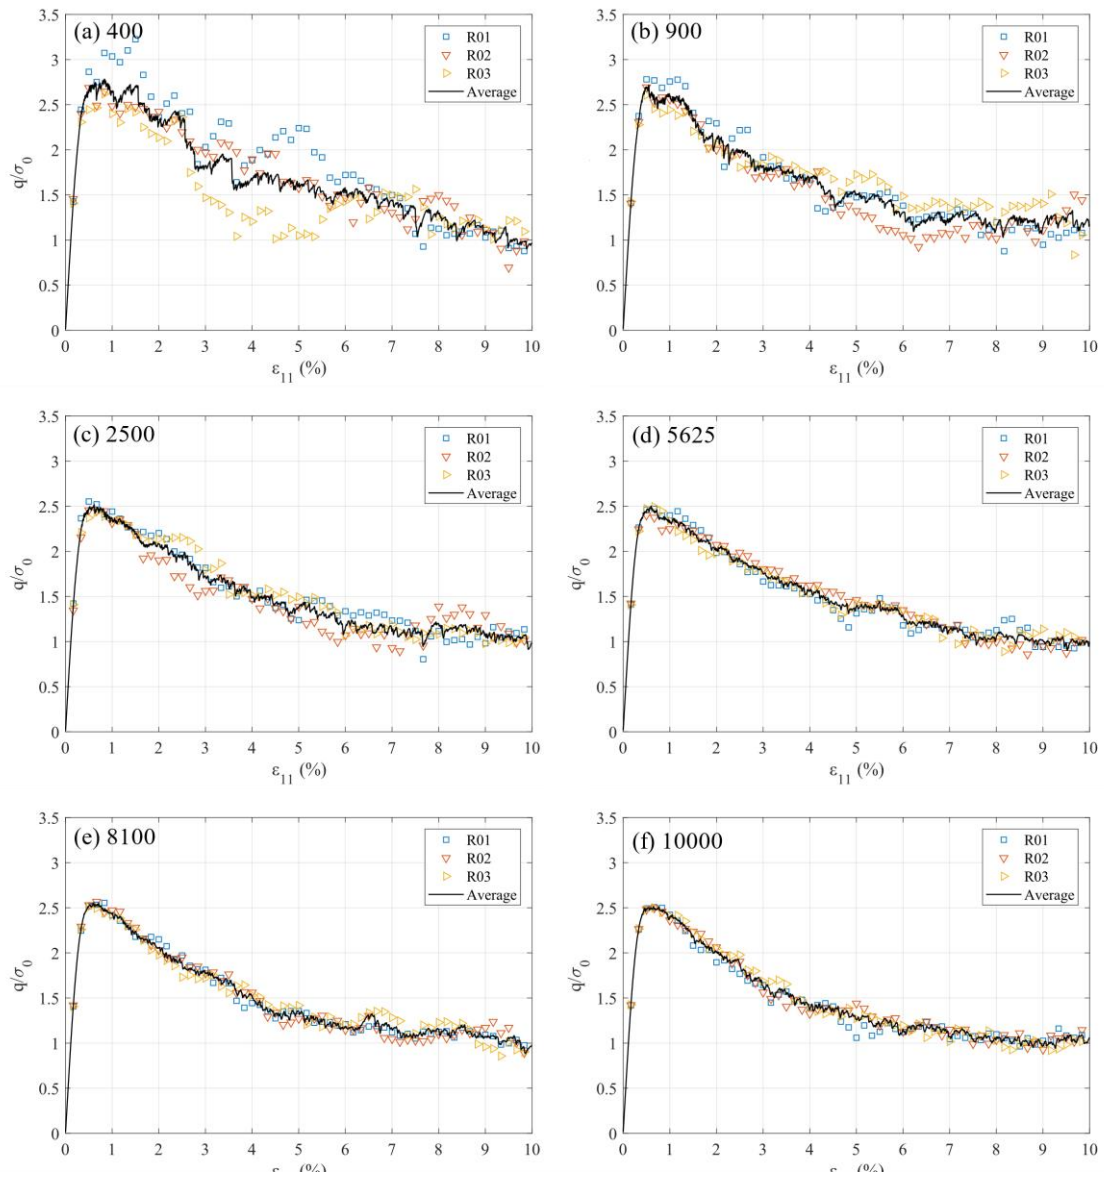 (a) 400
R01
R02
R03
Average
3.5
3
2.5
2
1.5
1
0.5
0
q/σ0
0 1 2 3 4 5 6 7 8 9 10
ε11 (%)
(b) 900
R01
R02
R03
Average
3.5
3
2.5
2
1.5
1
0.5
0
q/σ0
0 1 2 3 4 5 6 7 8 9 10
ε11 (%)
(c) 2500
R01
R02
R03
Average
3.5
3
2.5
2
1.5
1
0.5
0
q/σ0
0 1 2 3 4 5 6 7 8 9 10
ε11 (%)
(d) 5625
R01
R02
R03
Average
3.5
3
2.5
2
1.5
1
0.5
0
q/σ0
0 1 2 3 4 5 6 7 8 9 10
ε11 (%)
(e) 8100
R01
R02
R03
Average
3.5
3
2.5
2
1.5
1
0.5
0
q/σ0
0 1 2 3 4 5 6 7 8 9 10
ε (%)
(f) 10000
R01
R02
R03
Average
3.5
3
2.5
2
1.5
1
0.5
0
q/σ0
0 1 2 3 4 5 6 7 8 9 10
ε (%)